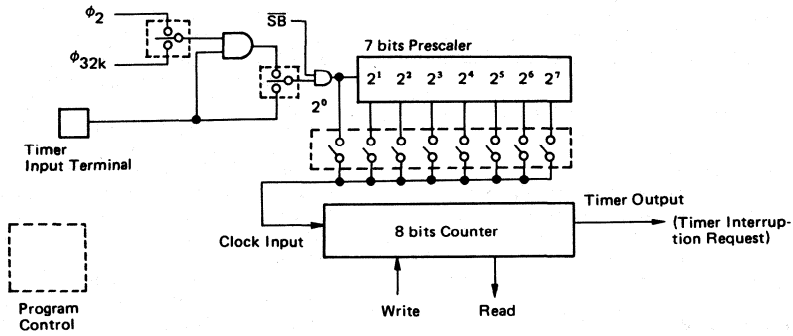 ϕ2
SB
ϕ32k
7 bits Prescaler
2¹ 2² 2³ 2⁴ 2⁵ 2⁶ 2⁷
2⁰
Timer
Input Terminal
Timer Output
(Timer Interrup-
tion Request)
Clock Input
8 bits Counter
Write
Read
Program
Control